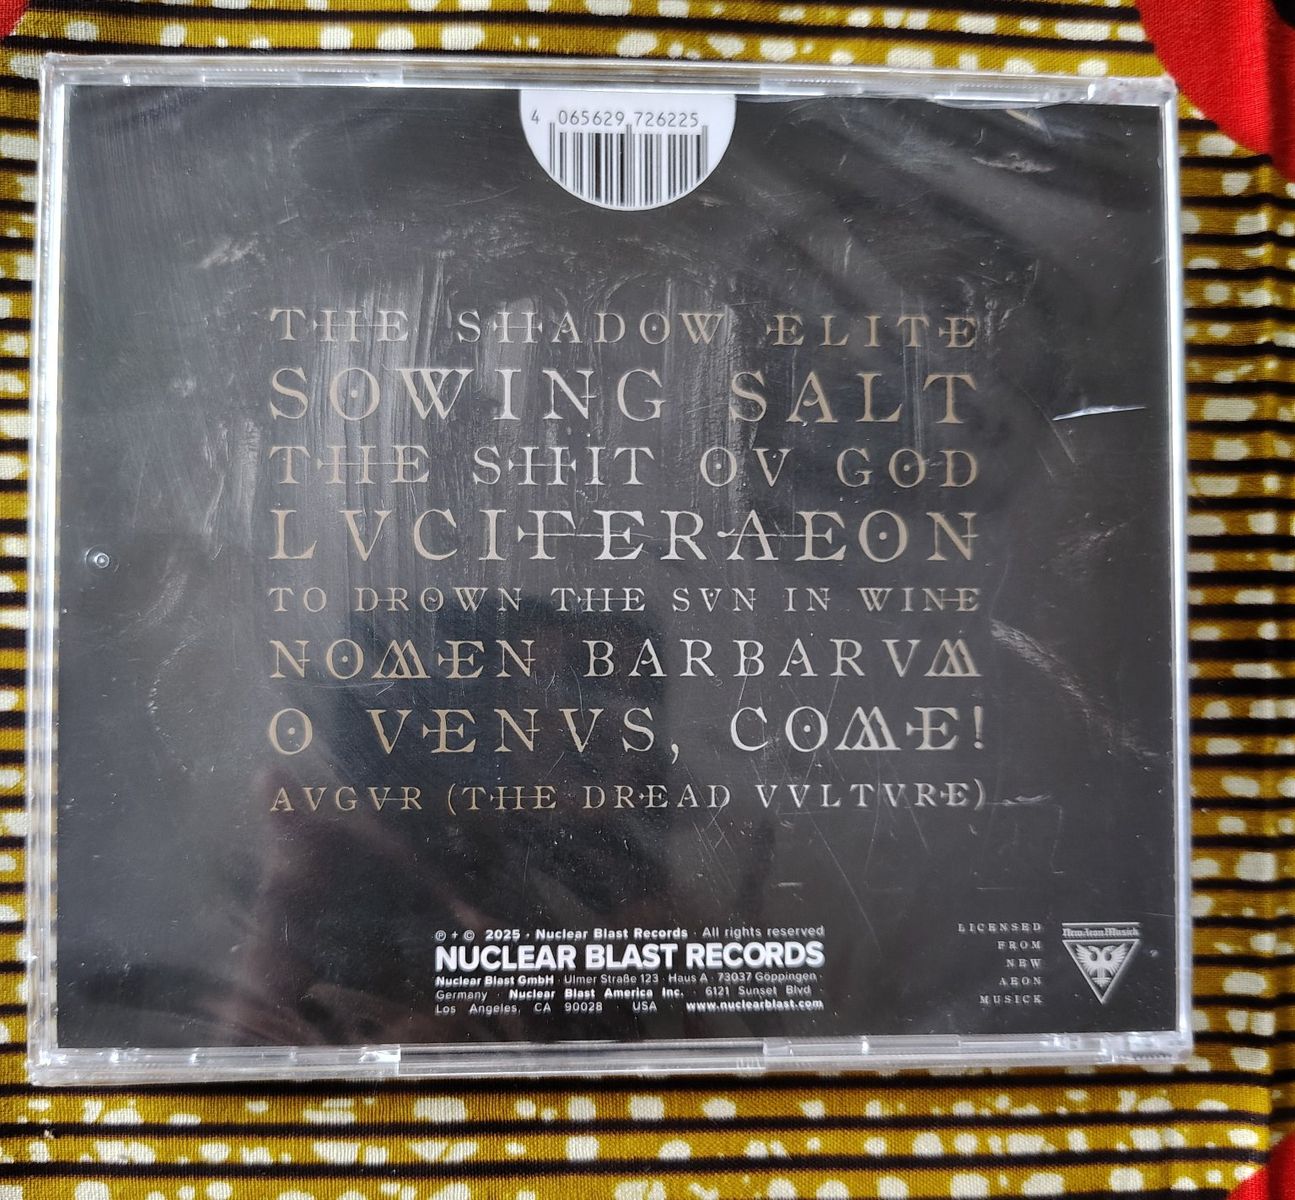 4 065629 726225
THE SHADOW ELITE
SOWING SALT
THE SHIT OV GOD
LVCIFERAEON
TO DROWN THE SVN IN WINE
NOMEN BARBARVM
O VENVS, COME!
AVGVR (THE DREAD VVLTVRE)
℗ + © 2025 · Nuclear Blast Records · All rights reserved
NUCLEAR BLAST RECORDS
Nuclear Blast GmbH · Ulmer Straße 123 · Haus A · 73037 Göppingen ·
Germany · Nuclear Blast America Inc. · 6121 Sunset Blvd ·
Los Angeles, CA 90028 · USA · www.nuclearblast.com
LICENSED
FROM
NEW
AEON
MUSICK
New Aeon Musick